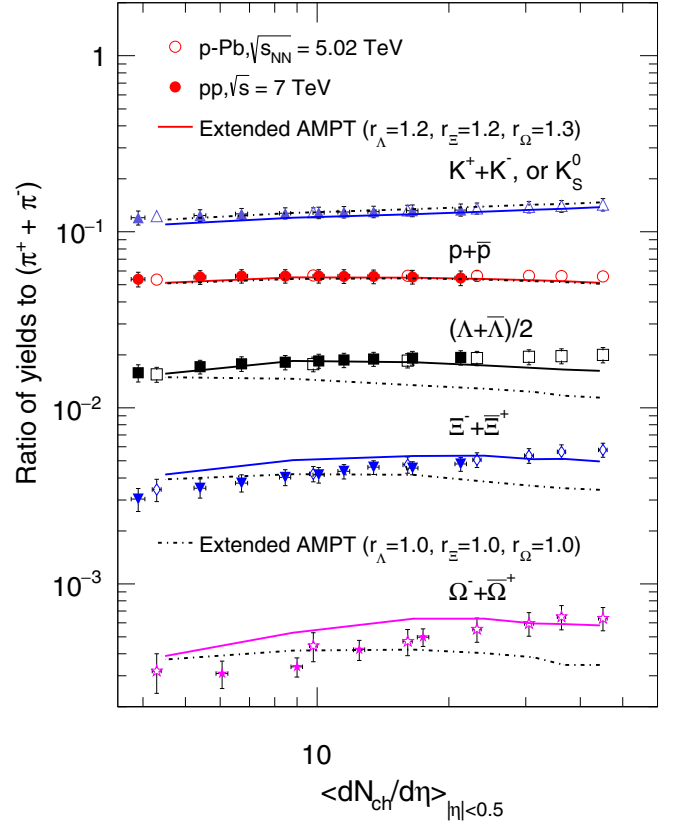 1
p-Pb,√s_NN = 5.02 TeV
pp,√s = 7 TeV
Extended AMPT (r_Λ=1.2, r_Ξ=1.2, r_Ω=1.3)
K⁺+K⁻, or K⁰_S
10⁻¹
p+p̅
(Λ+Λ̅)/2
10⁻²
Ξ⁻+Ξ̅⁺
Extended AMPT (r_Λ=1.0, r_Ξ=1.0, r_Ω=1.0)
10⁻³
Ω⁻+Ω̅⁺
Ratio of yields to (π⁺ + π⁻)
10
<dN_ch/dη>_|η|<0.5